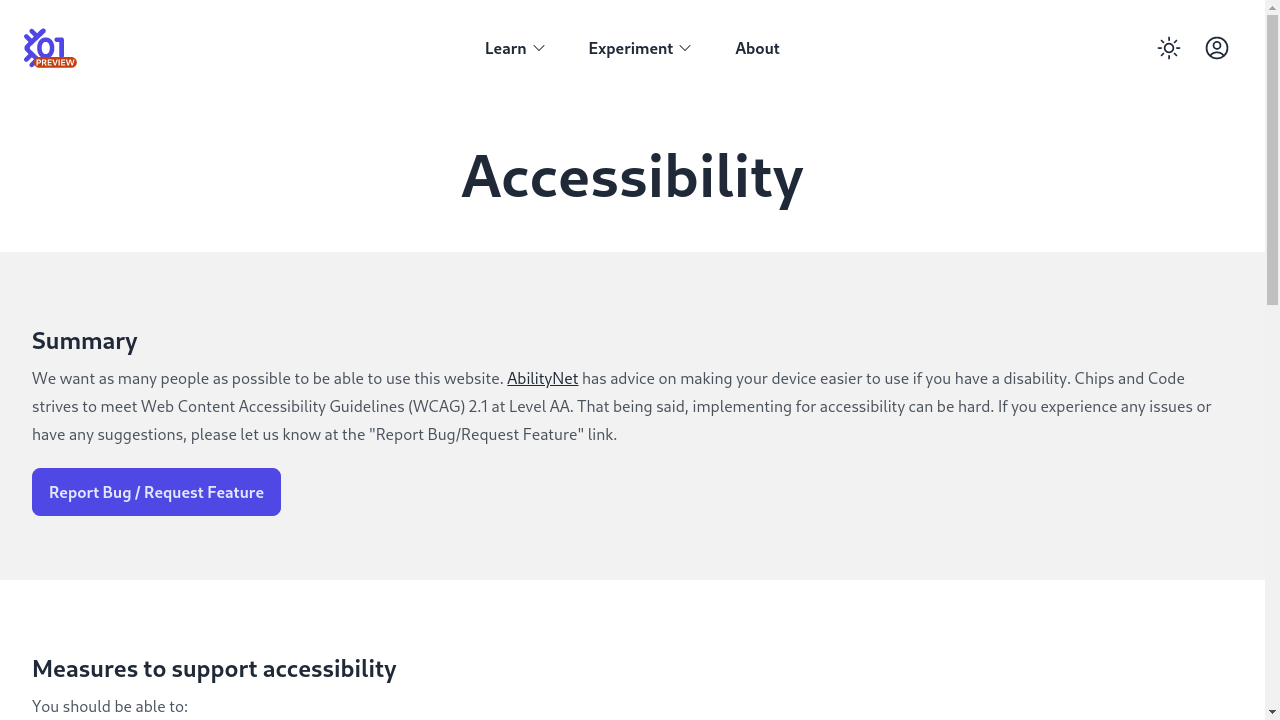 01
PREVIEW
Learn
Experiment
About
Accessibility
Summary
We want as many people as possible to be able to use this website. AbilityNet has advice on making your device easier to use if you have a disability. Chips and Code
strives to meet Web Content Accessibility Guidelines (WCAG) 2.1 at Level AA. That being said, implementing for accessibility can be hard. If you experience any issues or
have any suggestions, please let us know at the "Report Bug/Request Feature" link.
Report Bug / Request Feature
Measures to support accessibility
You should be able to: